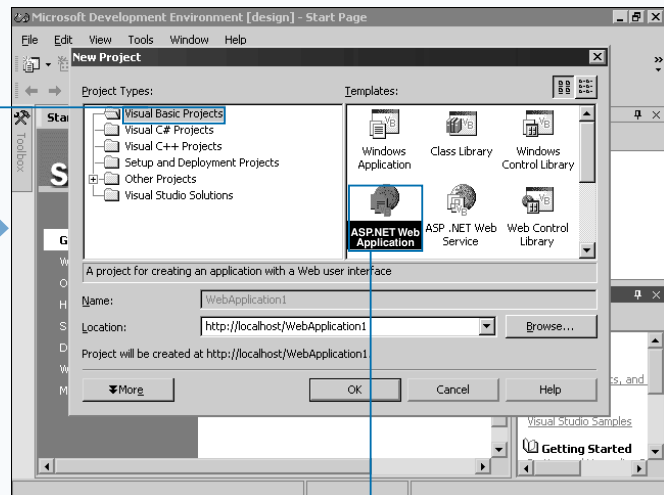 Microsoft Development Environment [design] - Start Page
File Edit View Tools Window Help
New Project
Project Types:
Templates:
Visual Basic Projects
Visual C# Projects
Visual C++ Projects
Setup and Deployment Projects
Other Projects
Visual Studio Solutions
Windows Application
Class Library
Windows Control Library
ASP.NET Web Application
ASP .NET Web Service
Web Control Library
A project for creating an application with a Web user interface
Name:
WebApplication1
Location:
http://localhost/WebApplication1
Browse...
Project will be created at http://localhost/WebApplication1.
More
OK
Cancel
Help
Toolbox
Star
S
G
W
O
H
S
D
W
M
cs, and
Visual Studio Samples
Getting Started